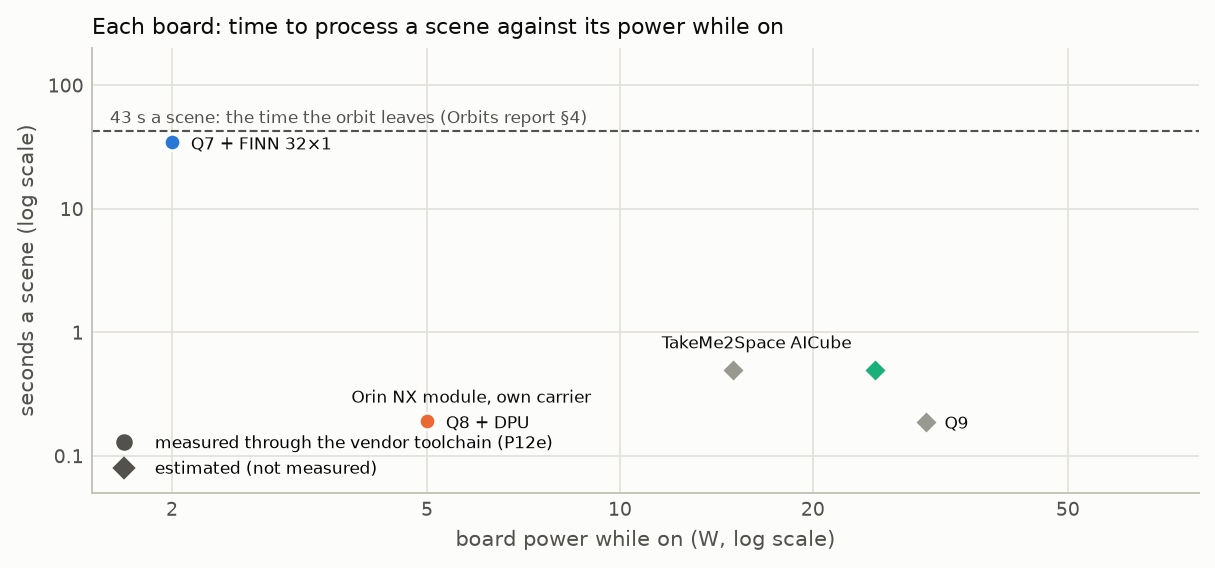 Each board: time to process a scene against its power while on
seconds a scene (log scale)
100
10
1
0.1
43 s a scene: the time the orbit leaves (Orbits report §4)
Q7 + FINN 32×1
TakeMe2Space AICube
Orin NX module, own carrier
Q8 + DPU
Q9
measured through the vendor toolchain (P12e)
estimated (not measured)
2
5
10
20
50
board power while on (W, log scale)